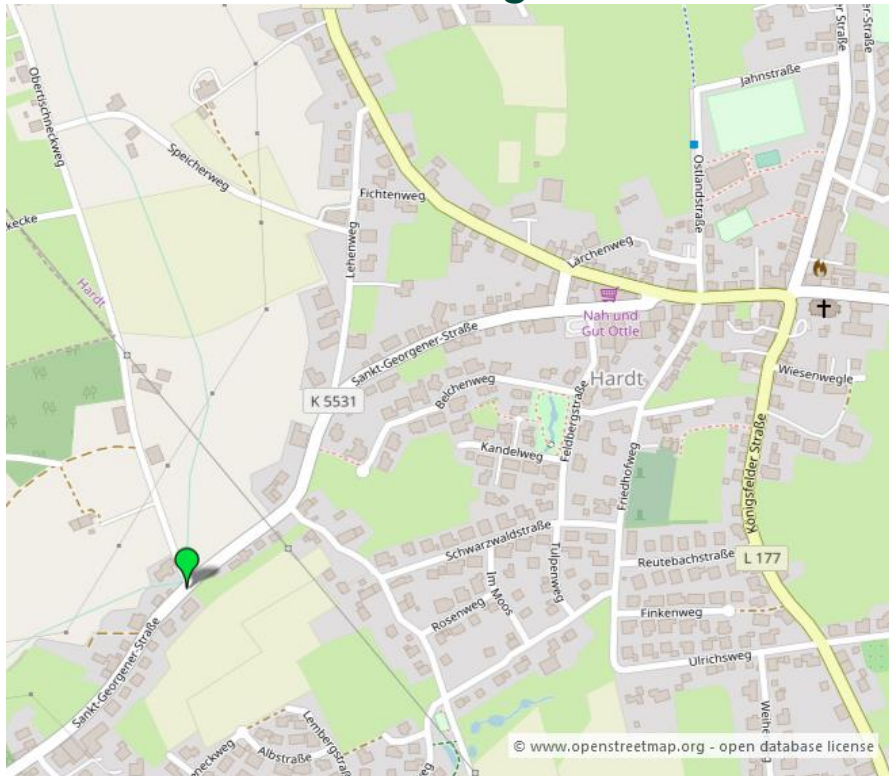 Jahnstraße
Obertischneckweg
Speicherweg
Fichtenweg
Ostlandstraße
Lehenweg
Lärchenweg
Hardt
Nah und
Gut Ottle
Sankt-Georgener-Straße
Hardt
Wiesenwegle
Belchenweg
K 5531
Feldbergstraße
Kandelweg
Friedhofweg
Königsfelder Straße
Schwarzwaldstraße
L 177
Reutebachstraße
Tulpenweg
Im Moos
Rosenweg
Finkenweg
Sankt-Georgener-Straße
Ulrichsweg
Lembergstraße
Albstraße
© www.openstreetmap.org - open database license